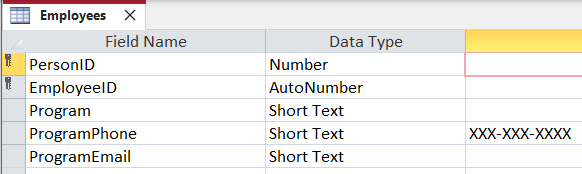 Employees
Field Name Data Type
PersonID Number
EmployeeID AutoNumber
Program Short Text
ProgramPhone Short Text XXX-XXX-XXXX
ProgramEmail Short Text